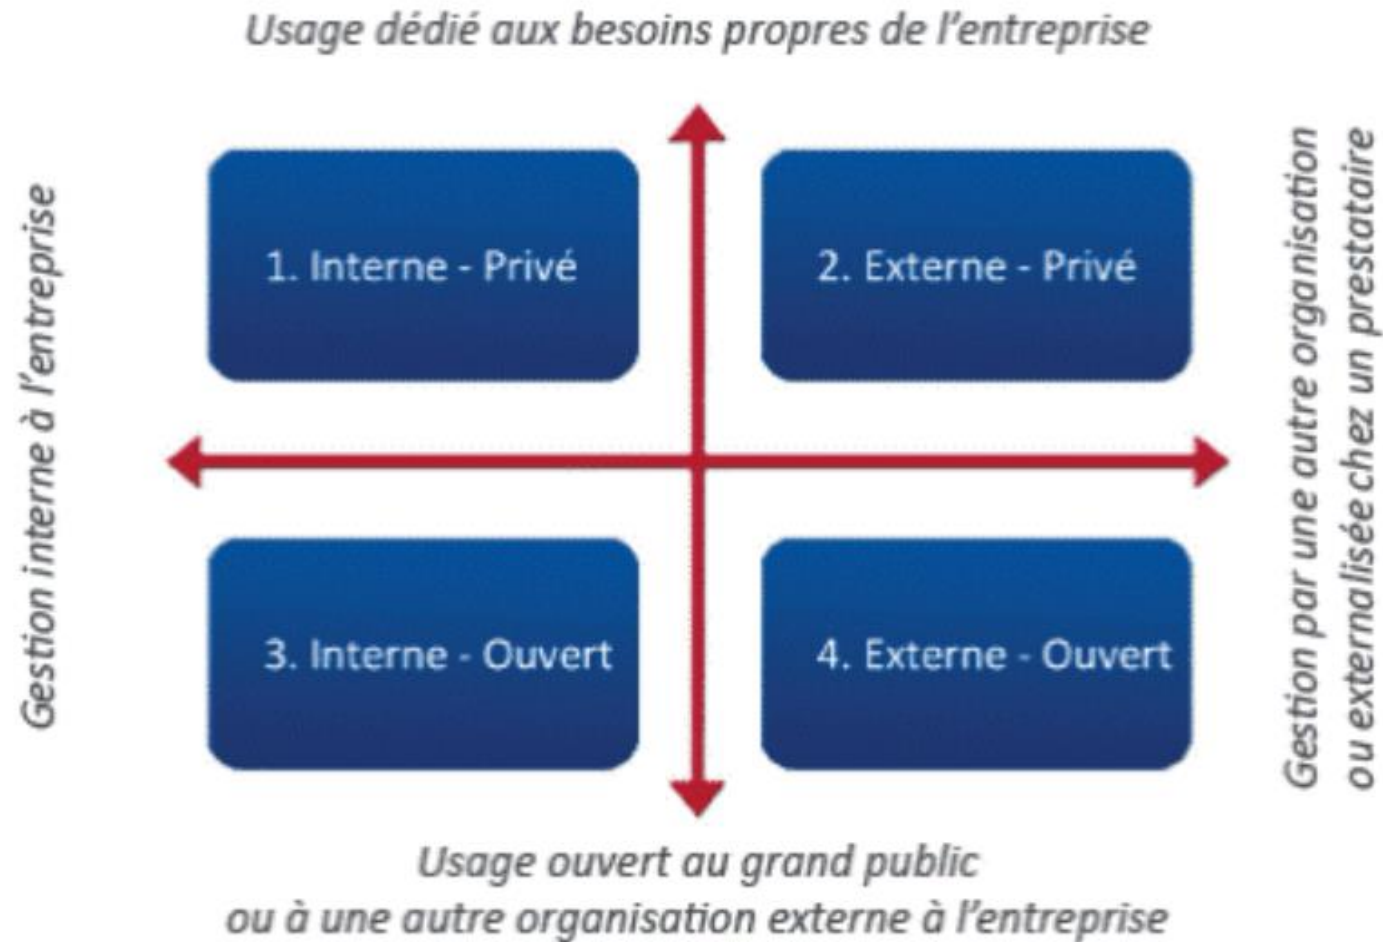 Usage dédié aux besoins propres de l'entreprise
Gestion interne à l'entreprise
1. Interne - Privé
2. Externe - Privé
Gestion par une autre organisation
ou externalisée chez un prestataire
3. Interne - Ouvert
4. Externe - Ouvert
Usage ouvert au grand public
ou à une autre organisation externe à l'entreprise